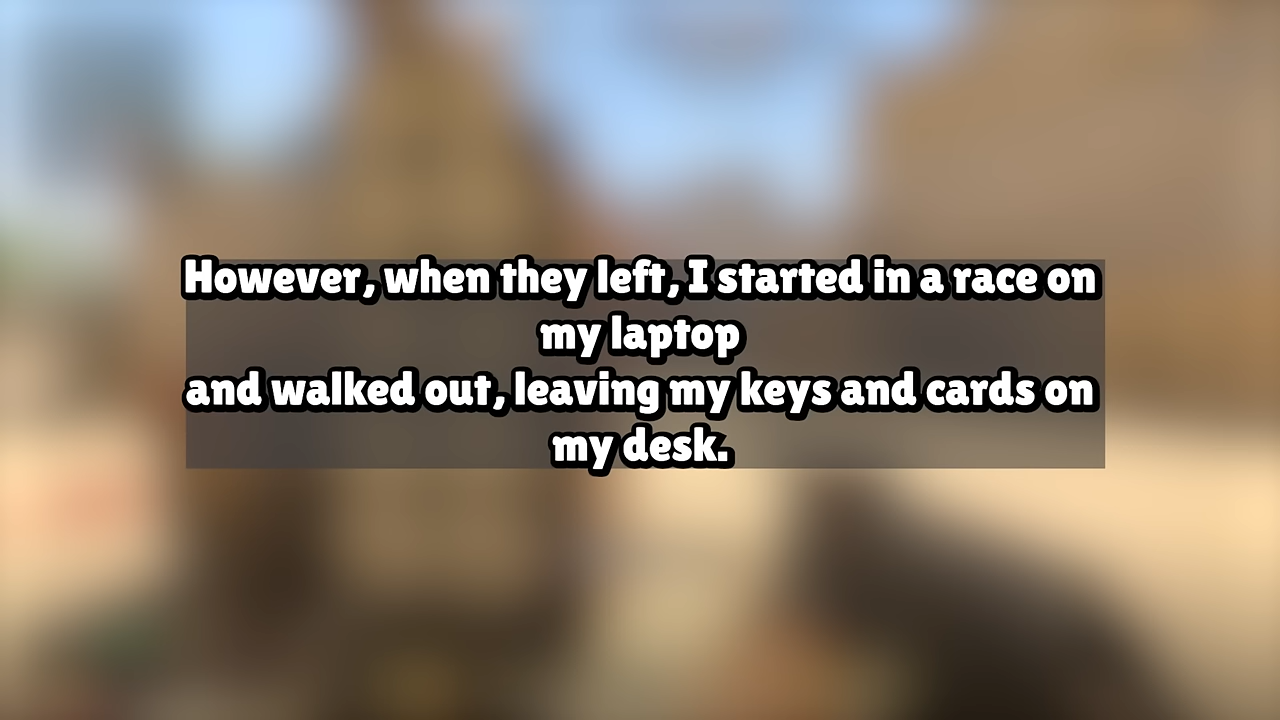 However, when they left, I started in a race on
my laptop
and walked out, leaving my keys and cards on
my desk.